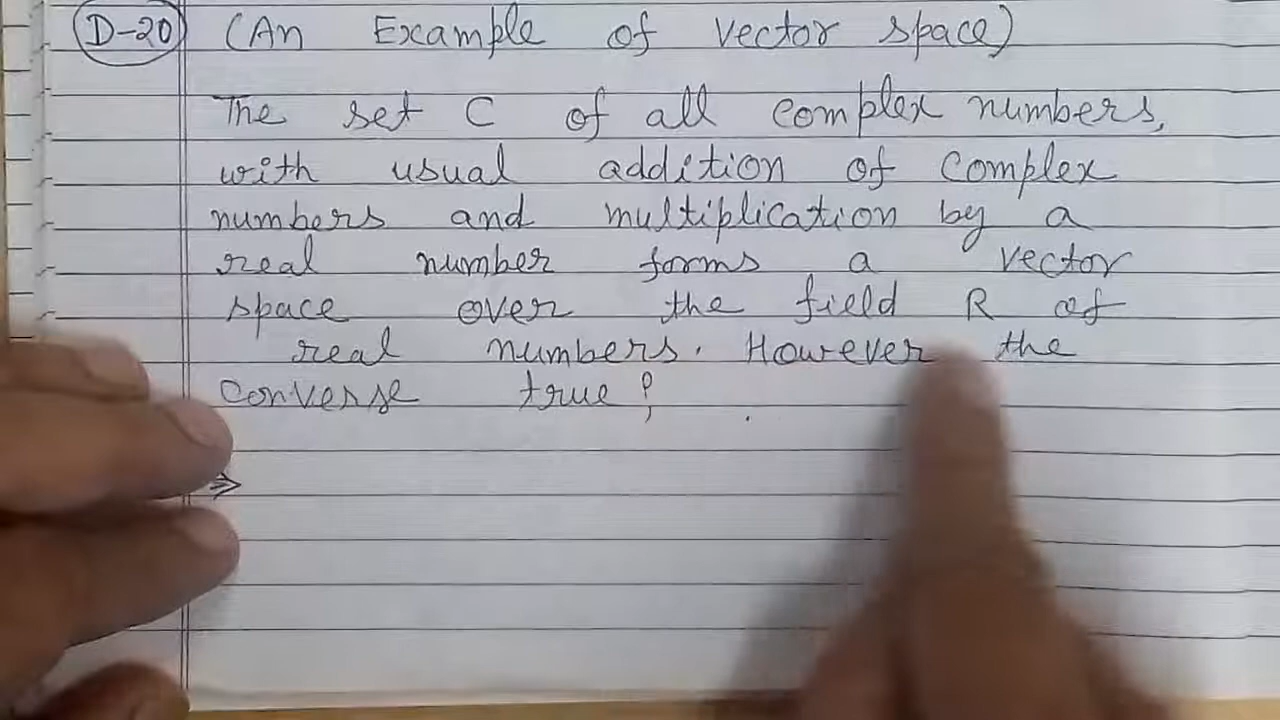 D-20 (An Example of vector space)
The set C of all complex numbers,
with usual addition of complex
numbers and multiplication by a
real number forms a vector
space over the field R of
real numbers. However the
converse true?
⇒